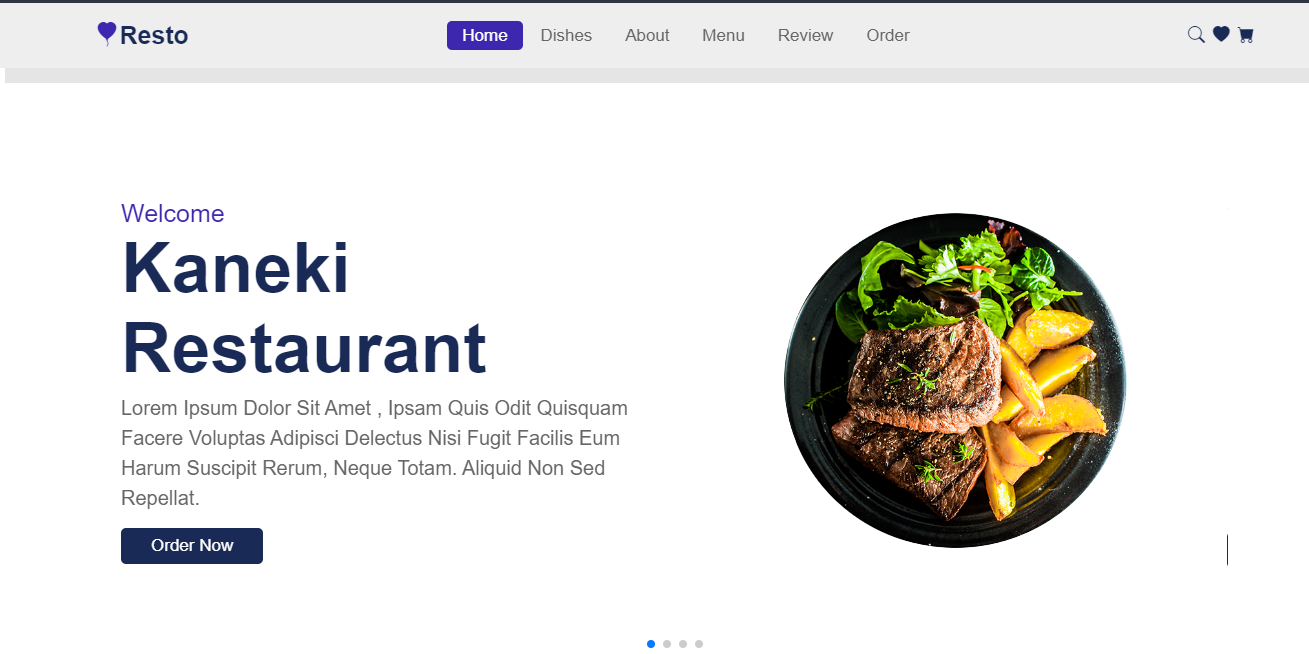 Resto
Home Dishes About Menu Review Order
Welcome
Kaneki
Restaurant
Lorem Ipsum Dolor Sit Amet , Ipsam Quis Odit Quisquam
Facere Voluptas Adipisci Delectus Nisi Fugit Facilis Eum
Harum Suscipit Rerum, Neque Totam. Aliquid Non Sed
Repellat.
Order Now